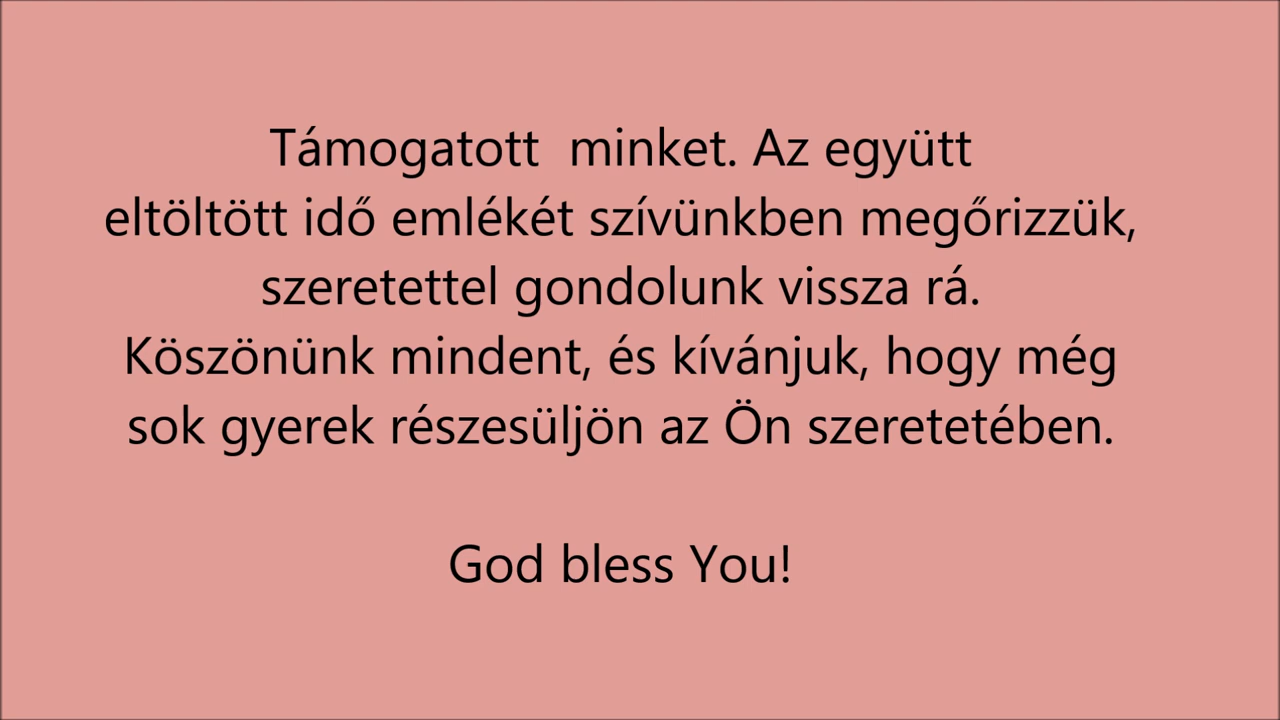 Támogatott  minket. Az együtt
eltöltött idő emlékét szívünkben megőrizzük,
szeretettel gondolunk vissza rá.
Köszönünk mindent, és kívánjuk, hogy még
sok gyerek részesüljön az Ön szeretetében.
God bless You!